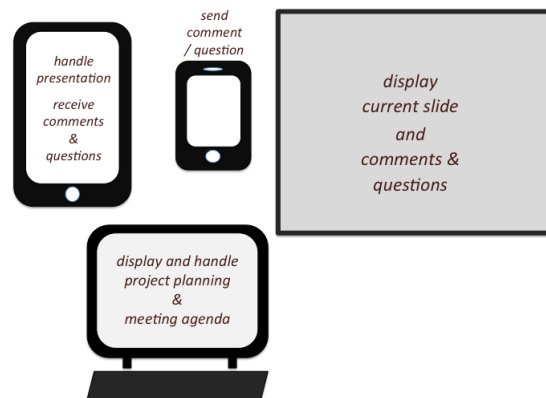 handle
presentation
receive
comments
&
questions
send
comment
/ question
display
current slide
and
comments &
questions
display and handle
project planning
&
meeting agenda